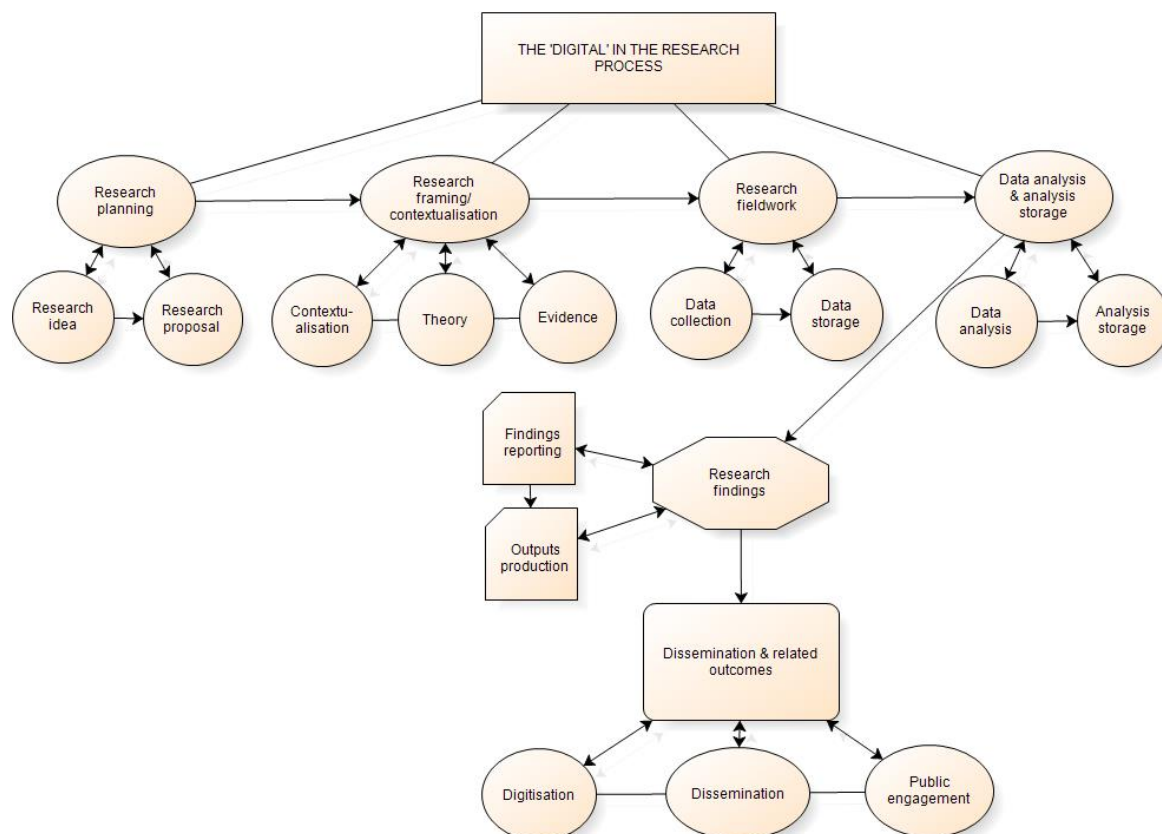 THE 'DIGITAL' IN THE RESEARCH
PROCESS
Research
planning
Research
framing/
contextualisation
Research
fieldwork
Data analysis
& analysis
storage
Research
idea
Research
proposal
Contextu-
alisation
Theory
Evidence
Data
collection
Data
storage
Data
analysis
Analysis
storage
Findings
reporting
Research
findings
Outputs
production
Dissemination & related
outcomes
Digitisation
Dissemination
Public
engagement